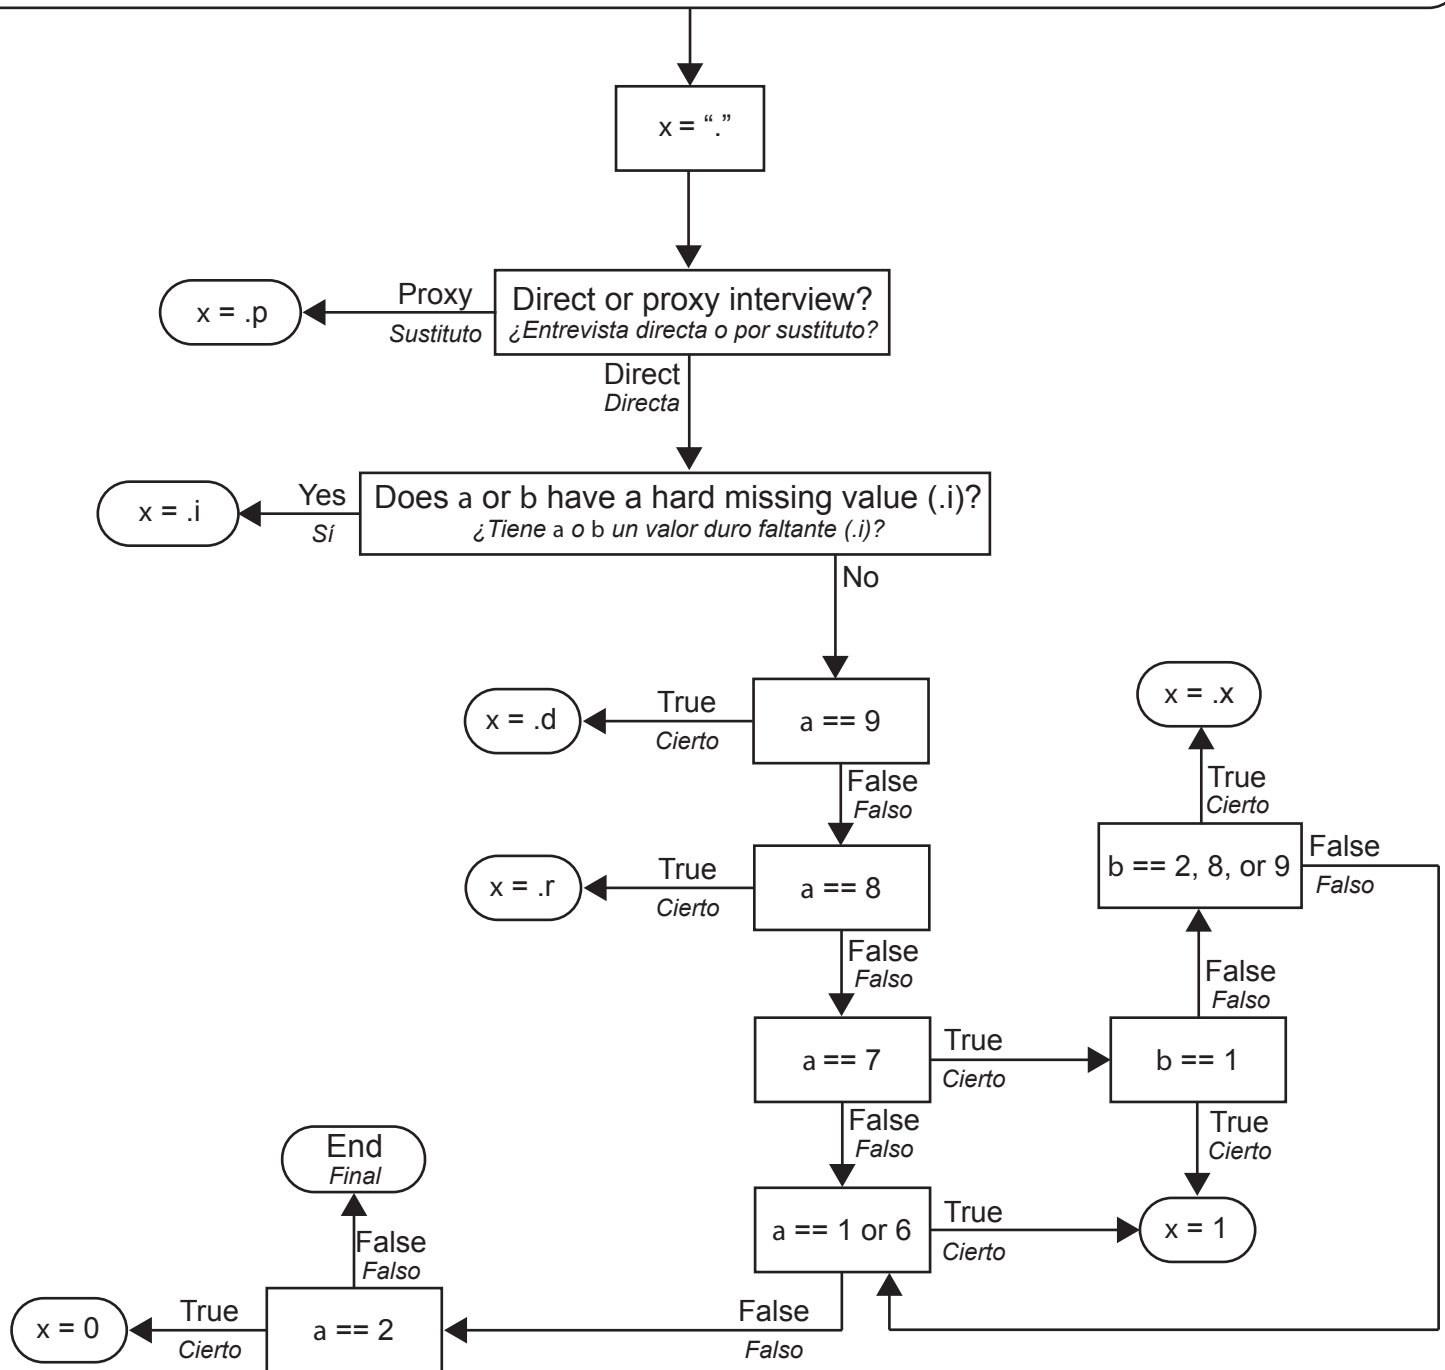 x = “.”
Direct or proxy interview?
¿Entrevista directa o por sustituto?
Proxy
Sustituto
x = .p
Direct
Directa
Does a or b have a hard missing value (.i)?
¿Tiene a o b un valor duro faltante (.i)?
Yes
Sí
x = .i
No
a == 9
True
Cierto
x = .d
False
Falso
a == 8
True
Cierto
x = .r
False
Falso
a == 7
True
Cierto
b == 1
False
Falso
b == 2, 8, or 9
True
Cierto
x = .x
False
Falso
True
Cierto
x = 1
False
Falso
a == 1 or 6
True
Cierto
False
Falso
a == 2
False
Falso
End
Final
True
Cierto
x = 0